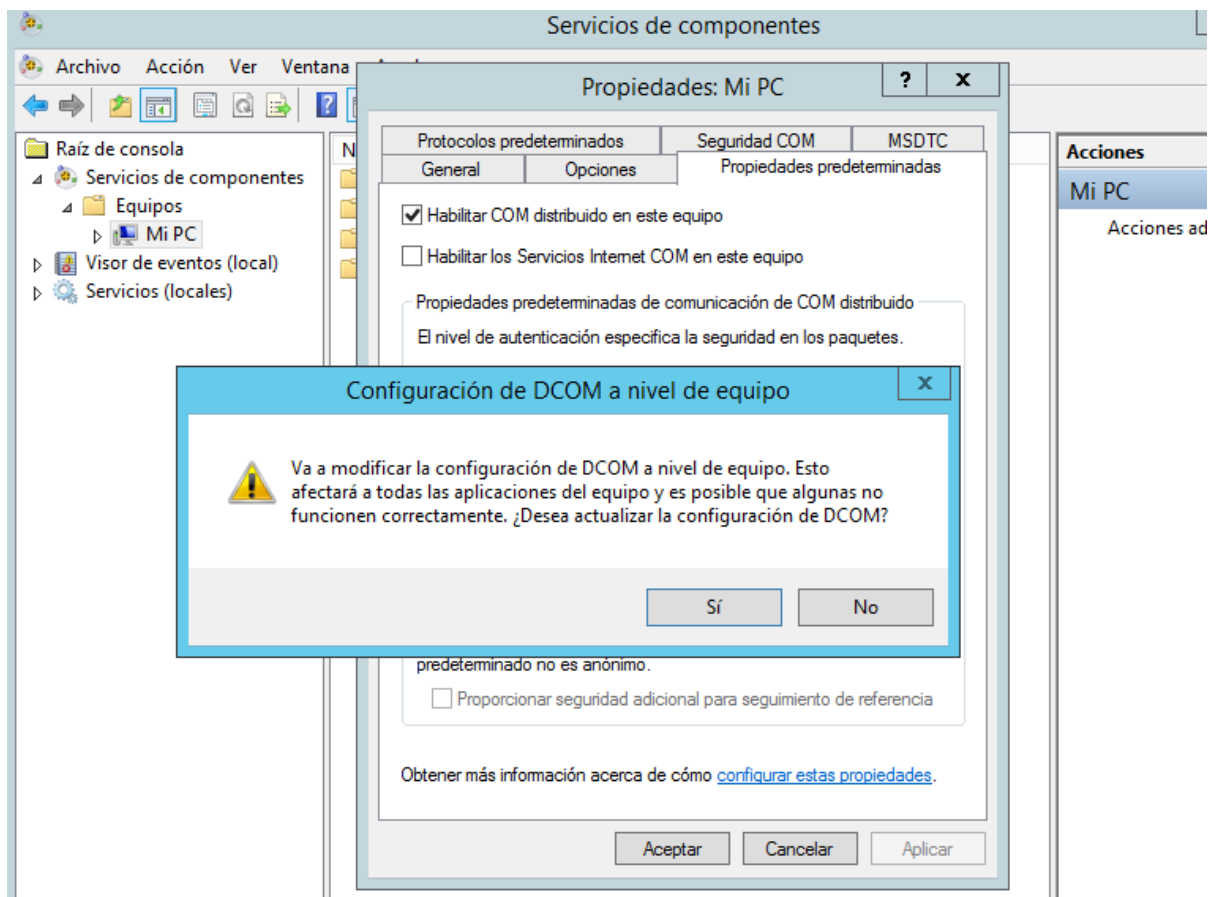 Servicios de componentes
Archivo Acción Ver Ventana
Raíz de consola
Servicios de componentes
Equipos
Mi PC
Visor de eventos (local)
Servicios (locales)
Propiedades: Mi PC
? x
Protocolos predeterminados Seguridad COM MSDTC
General Opciones Propiedades predeterminadas
Habilitar COM distribuido en este equipo
Habilitar los Servicios Internet COM en este equipo
Propiedades predeterminadas de comunicación de COM distribuido
El nivel de autenticación especifica la seguridad en los paquetes.
Configuración de DCOM a nivel de equipo
x
Va a modificar la configuración de DCOM a nivel de equipo. Esto
afectará a todas las aplicaciones del equipo y es posible que algunas no
funcionen correctamente. ¿Desea actualizar la configuración de DCOM?
Sí No
predeterminado no es anónimo.
Proporcionar seguridad adicional para seguimiento de referencia
Obtener más información acerca de cómo configurar estas propiedades.
Aceptar Cancelar Aplicar
Acciones
Mi PC
Acciones ad